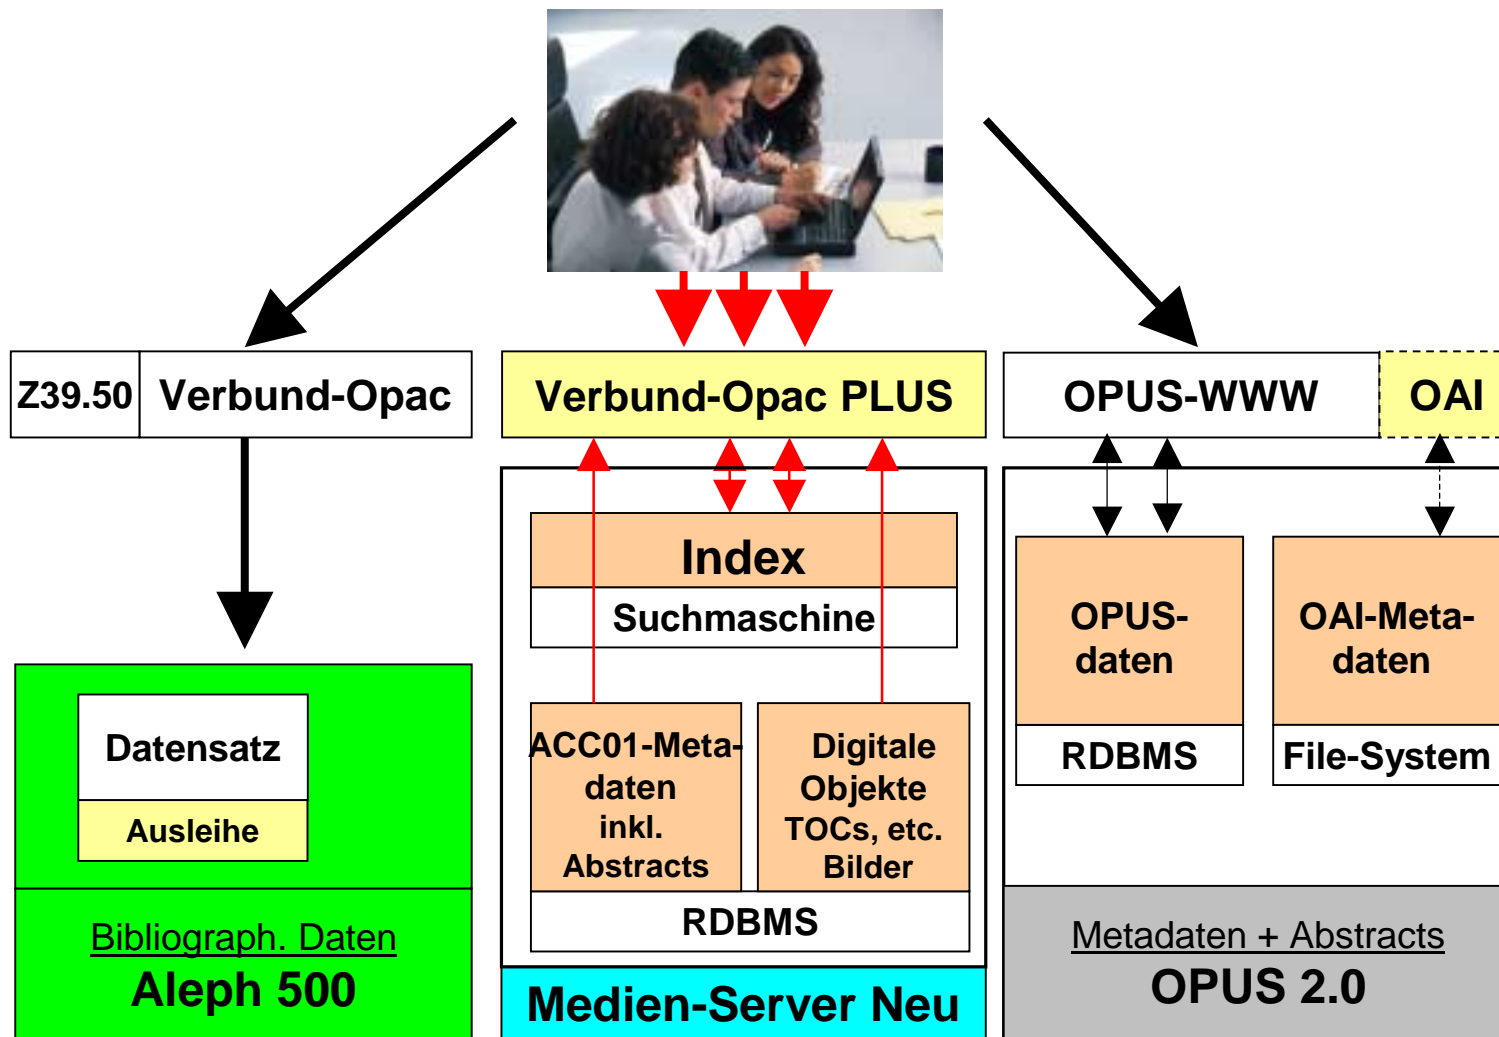 Z39.50
Verbund-Opac
Verbund-Opac PLUS
OPUS-WWW
OAI
Index
Suchmaschine
Datensatz
Ausleihe
ACC01-Meta-
daten
inkl.
Abstracts
Digitale
Objekte
TOCs, etc.
Bilder
RDBMS
OPUS-
daten
RDBMS
OAI-Meta-
daten
File-System
Bibliograph. Daten
Aleph 500
Medien-Server Neu
Metadaten + Abstracts
OPUS 2.0